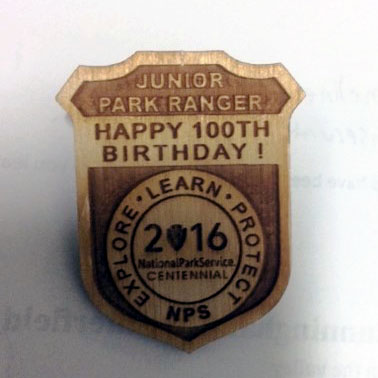 JUNIOR
PARK RANGER
HAPPY 100TH
BIRTHDAY !
EXPLORE · LEARN · PROTECT
2016
NationalParkService
CENTENNIAL
NPS